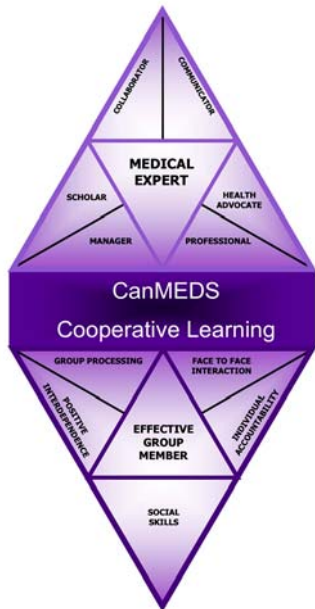 COLLABORATOR
COMMUNICATOR
MEDICAL
EXPERT
SCHOLAR
HEALTH
ADVOCATE
MANAGER
PROFESSIONAL
CanMEDS
Cooperative Learning
GROUP PROCESSING
FACE TO FACE
INTERACTION
POSITIVE
INTERDEPENDENCE
EFFECTIVE
GROUP
MEMBER
INDIVIDUAL
ACCOUNTABILITY
SOCIAL
SKILLS